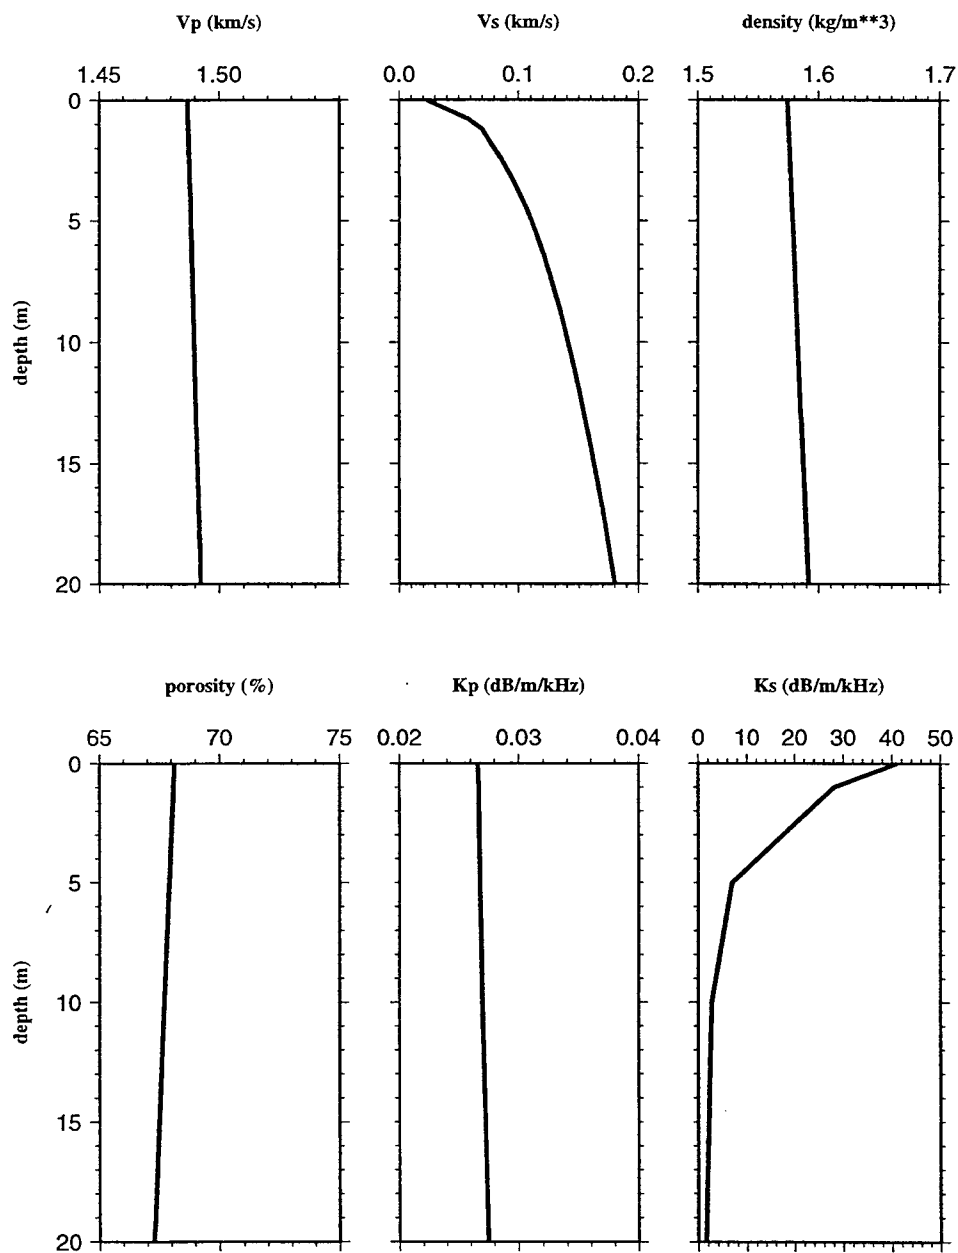 Vp (km/s) Vs (km/s) density (kg/m**3)
1.45 1.50 0.0 0.1 0.2 1.5 1.6 1.7
0
5
depth (m)
10
15
20
porosity (%) Kp (dB/m/kHz) Ks (dB/m/kHz)
65 70 75 0.02 0.03 0.04 0 10 20 30 40 50
0
5
depth (m)
10
15
20